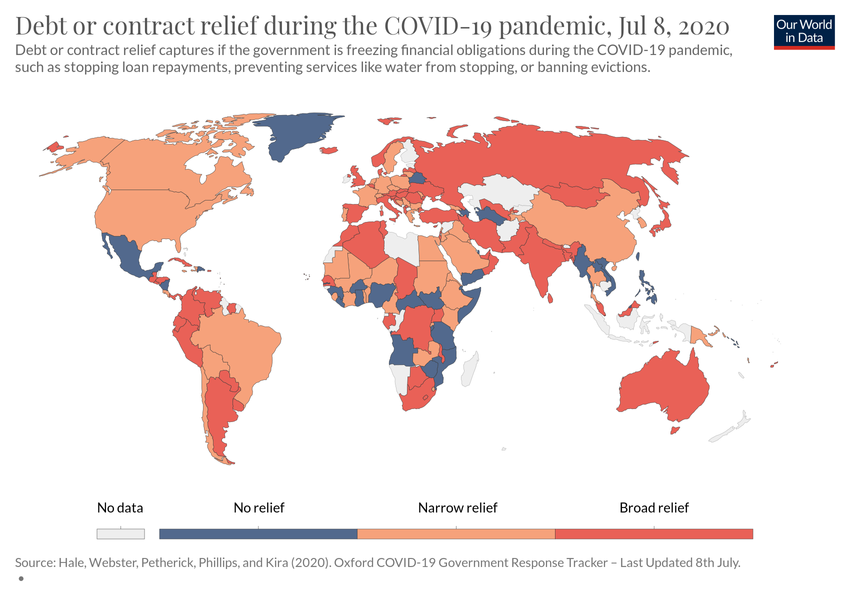 Debt or contract relief during the COVID-19 pandemic, Jul 8, 2020
Our World
in Data
Debt or contract relief captures if the government is freezing financial obligations during the COVID-19 pandemic,
such as stopping loan repayments, preventing services like water from stopping, or banning evictions.
No data
No relief
Narrow relief
Broad relief
Source: Hale, Webster, Petherick, Phillips, and Kira (2020). Oxford COVID-19 Government Response Tracker – Last Updated 8th July.
•